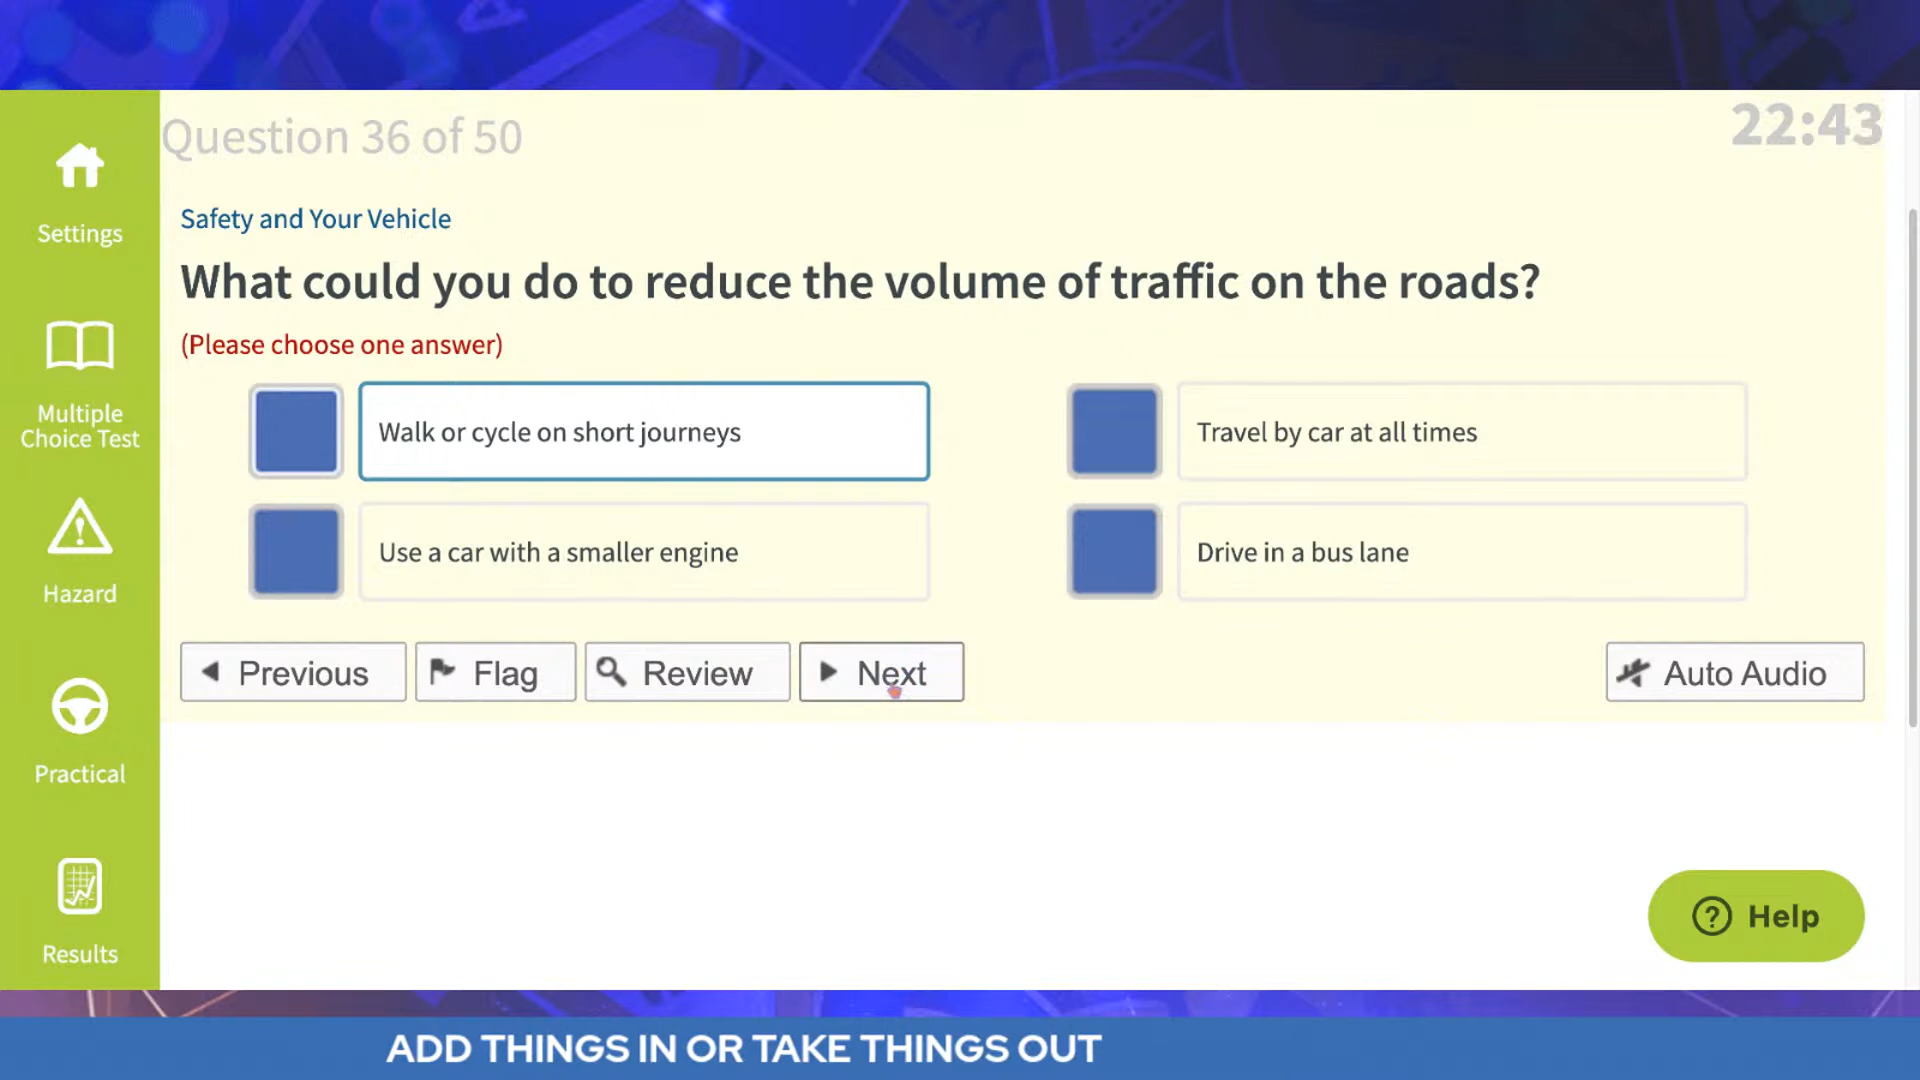 Question 36 of 50
22:43
Settings
Multiple
Choice Test
Hazard
Practical
Results
Safety and Your Vehicle
What could you do to reduce the volume of traffic on the roads?
(Please choose one answer)
Walk or cycle on short journeys
Travel by car at all times
Use a car with a smaller engine
Drive in a bus lane
Previous
Flag
Review
Next
Auto Audio
Help
ADD THINGS IN OR TAKE THINGS OUT